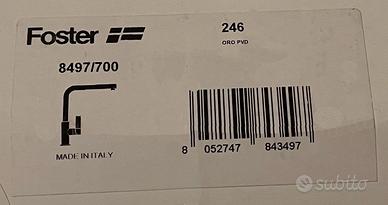 Foster
246
ORO PVD
8497/700
MADE IN ITALY
8 052747 843497
subito